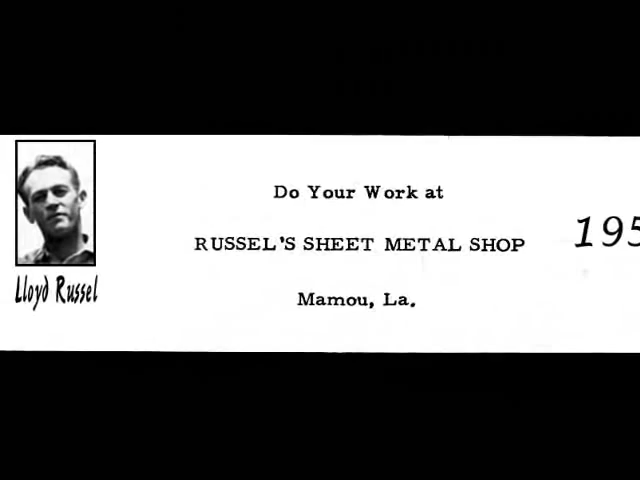 Do Your Work at
RUSSEL'S SHEET METAL SHOP
195
Mamou, La.
Lloyd Russel